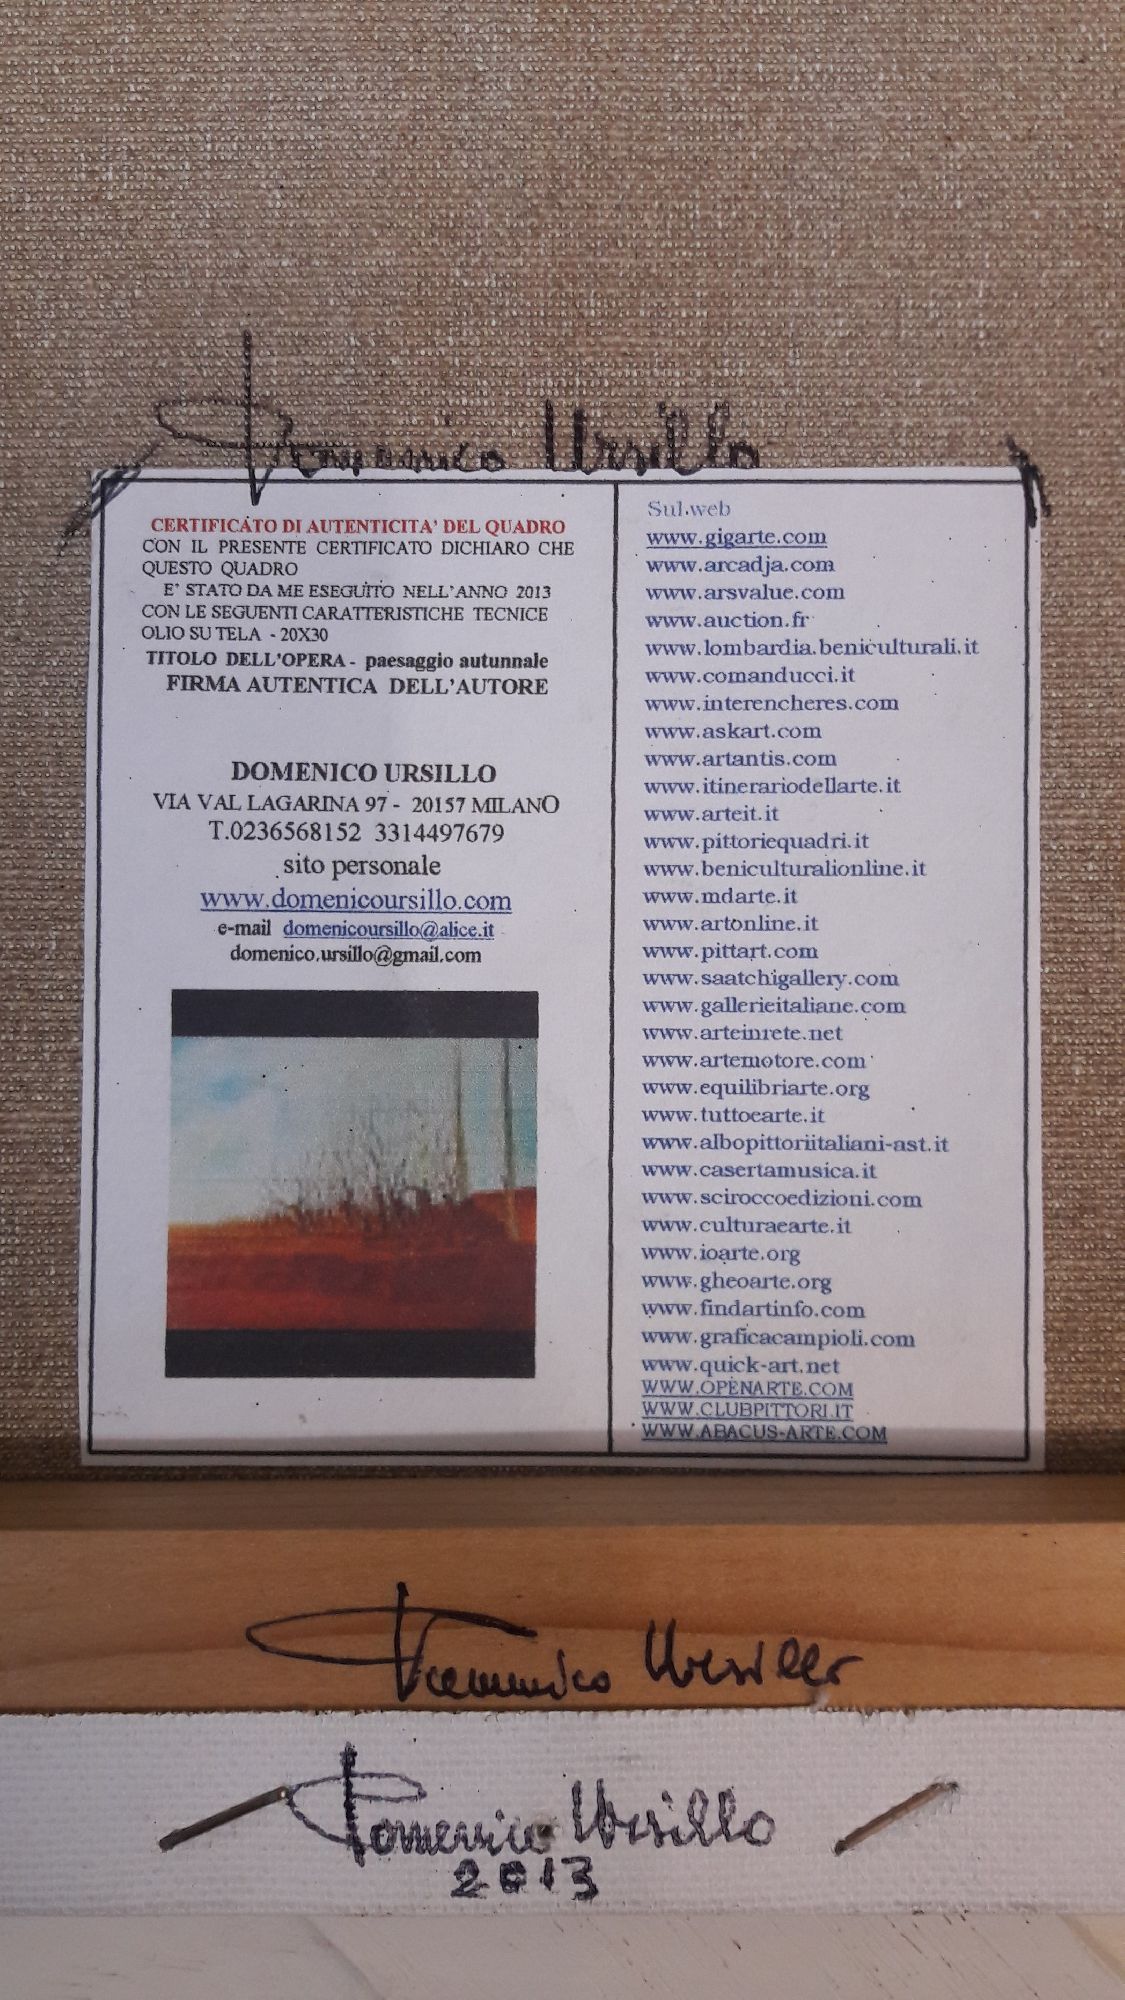 Domenico Ursillo
CERTIFICATO DI AUTENTICITA' DEL QUADRO
CON IL PRESENTE CERTIFICATO DICHIARO CHE
QUESTO QUADRO
E' STATO DA ME ESEGUITO NELL'ANNO 2013
CON LE SEGUENTI CARATTERISTICHE TECNICE
OLIO SU TELA - 20X30
TITOLO DELL'OPERA - paesaggio autunnale
FIRMA AUTENTICA DELL'AUTORE
DOMENICO URSILLO
VIA VAL LAGARINA 97 - 20157 MILANO
T.0236568152 3314497679
sito personale
www.domenicoursillo.com
e-mail domenicoursillo@alice.it
domenico.ursillo@gmail.com
Sul.web
www.gigarte.com
www.arcadja.com
www.arsvalue.com
www.auction.fr
www.lombardia.beniculturali.it
www.comanducci.it
www.interencheres.com
www.askart.com
www.artantis.com
www.itinerariodellarte.it
www.arteit.it
www.pittoriequadri.it
www.beniculturalionline.it
www.mdarte.it
www.artonline.it
www.pittart.com
www.saatchigallery.com
www.gallerieitaliane.com
www.arteinrete.net
www.artemotore.com
www.equilibriarte.org
www.tuttoearte.it
www.albopittoriitaliani-ast.it
www.casertamusica.it
www.sciroccoedizioni.com
www.culturaearte.it
www.ioarte.org
www.gheoarte.org
www.findartinfo.com
www.graficacampioli.com
www.quick-art.net
WWW.OPENARTE.COM
WWW.CLUBPITTORI.IT
WWW.ABACUS-ARTE.COM
Domenico Ursillo
Domenico Ursillo
2013